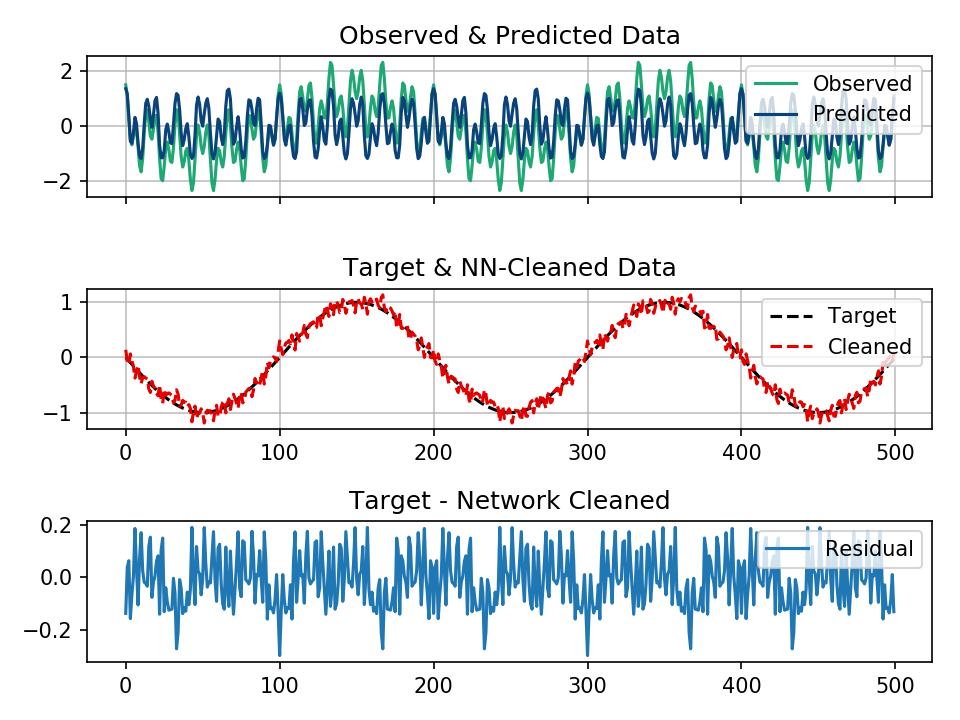 Observed & Predicted Data
2
0
−2
Observed
Predicted
Target & NN-Cleaned Data
1
0
−1
Target
Cleaned
0 100 200 300 400 500
Target - Network Cleaned
0.2
0.0
−0.2
Residual
0 100 200 300 400 500